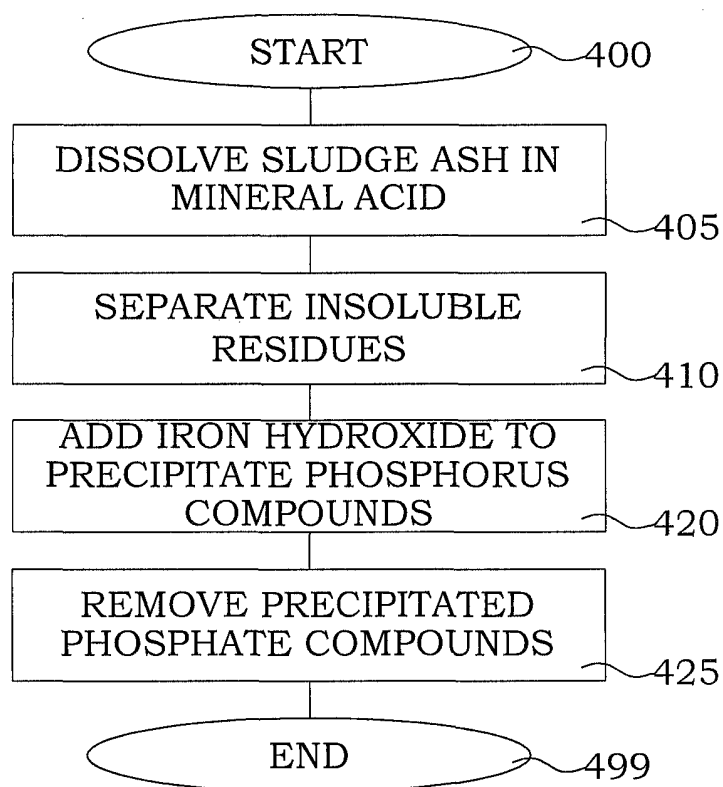 START
400
DISSOLVE SLUDGE ASH IN
MINERAL ACID
405
SEPARATE INSOLUBLE
RESIDUES
410
ADD IRON HYDROXIDE TO
PRECIPITATE PHOSPHORUS
COMPOUNDS
420
REMOVE PRECIPITATED
PHOSPHATE COMPOUNDS
425
END
499